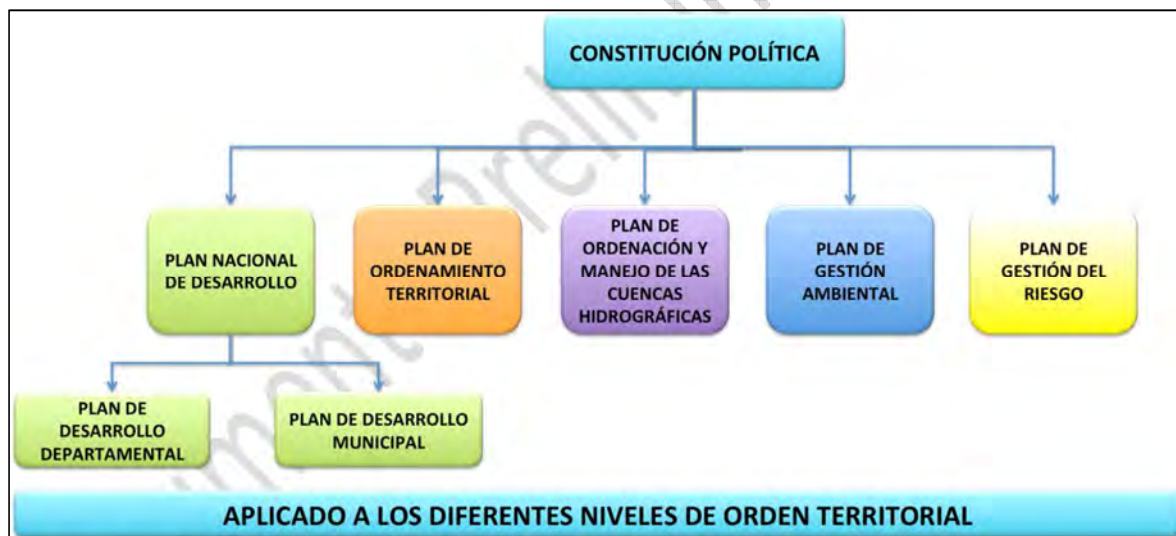 CONSTITUCIÓN POLÍTICA
PLAN NACIONAL
DE DESARROLLO
PLAN DE
ORDENAMIENTO
TERRITORIAL
PLAN DE
ORDENACIÓN Y
MANEJO DE LAS
CUENCAS
HIDROGRÁFICAS
PLAN DE
GESTIÓN
AMBIENTAL
PLAN DE
GESTIÓN DEL
RIESGO
PLAN DE
DESARROLLO
DEPARTAMENTAL
PLAN DE DESARROLLO
MUNICIPAL
APLICADO A LOS DIFERENTES NIVELES DE ORDEN TERRITORIAL